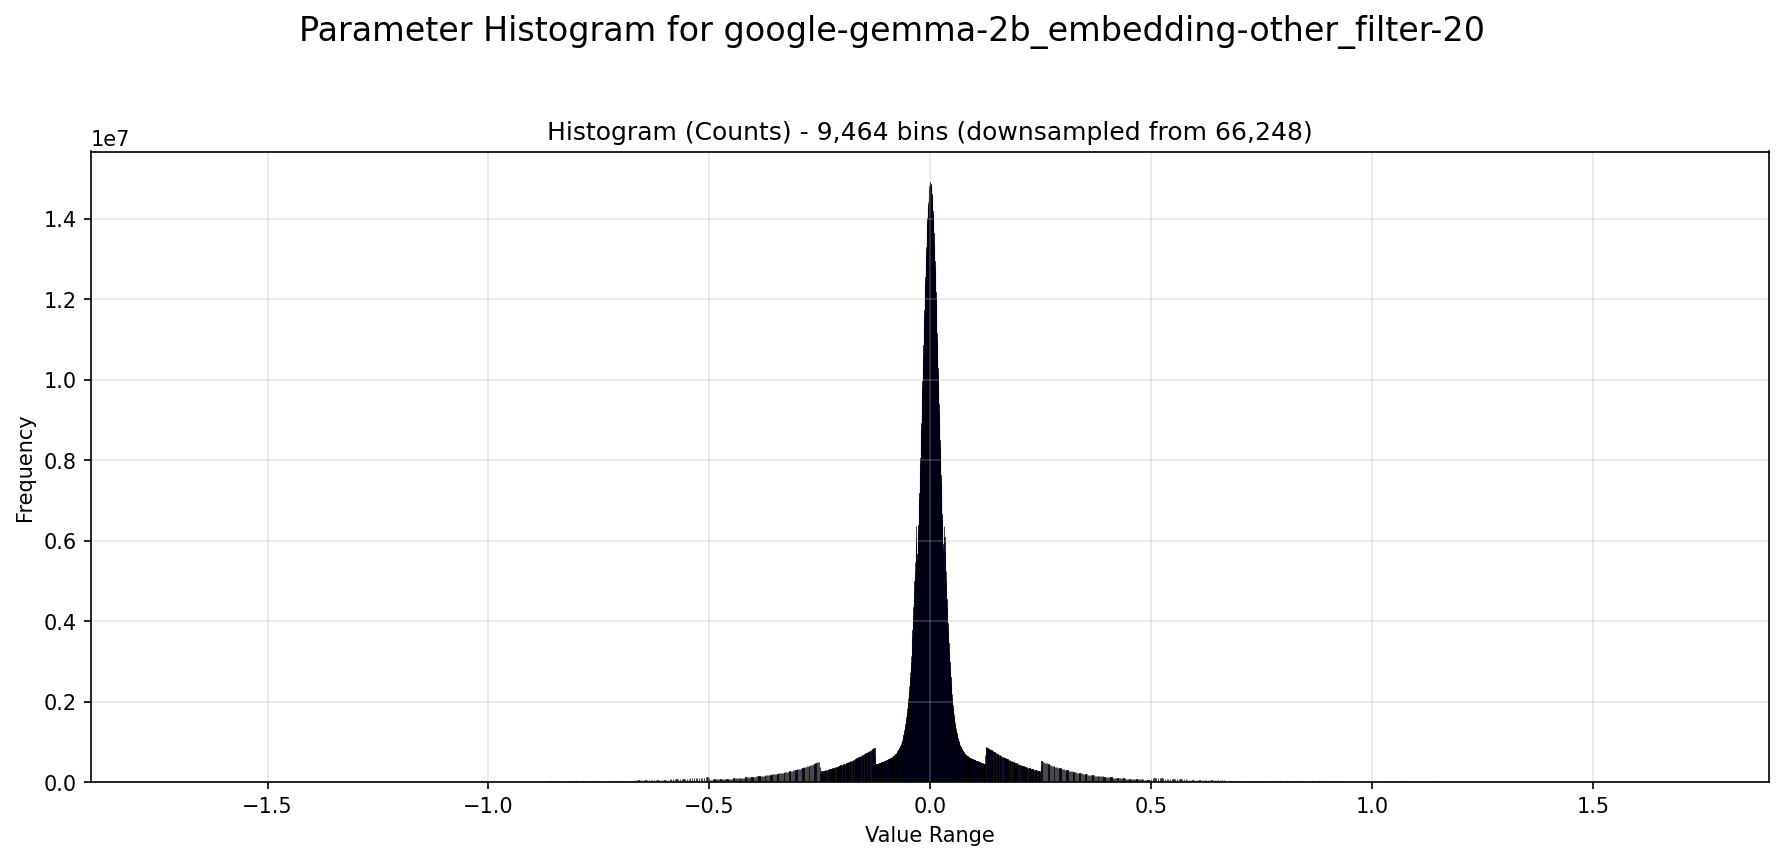 Parameter Histogram for google-gemma-2b_embedding-other_filter-20
Histogram (Counts) - 9,464 bins (downsampled from 66,248)
1e7
1.4
1.2
1.0
0.8
0.6
0.4
0.2
0.0
Frequency
−1.5 −1.0 −0.5 0.0 0.5 1.0 1.5
Value Range